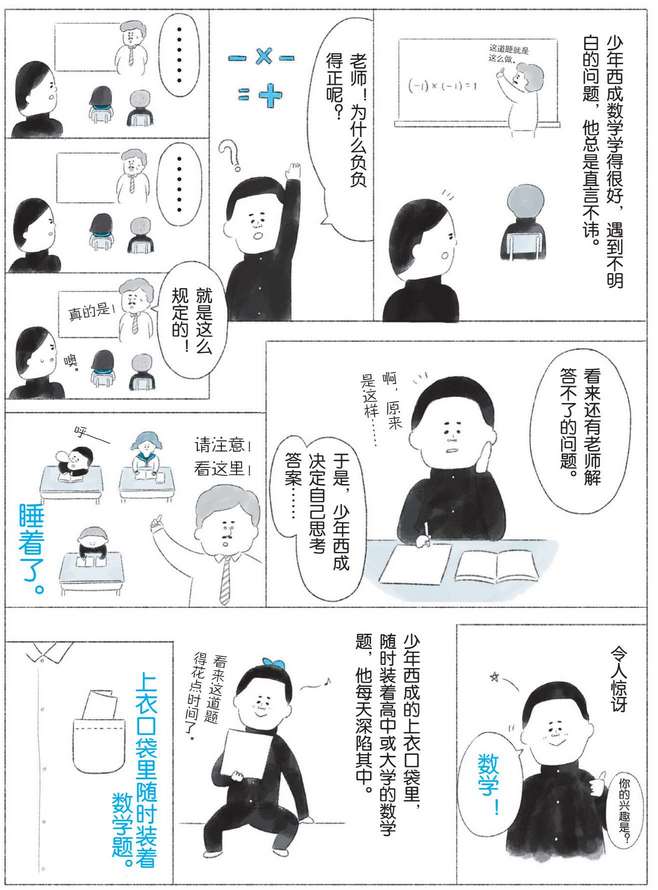 少年西成数学学得很好，遇到不明
白的问题，他总是直言不讳。
这道题就是
这么做。
(-1)×(-1)=1
老师！为什么负负
得正呢？
-×-
=+
？
······
······
就是这么
规定的！
真的是！
噢。
看来还有老师解
答不了的问题。
啊，原来
是这样……
于是，少年西成
决定自己思考
答案……
请注意！
看这里！
呼——
睡着了。
令人惊讶
你的兴趣是？
数学！
少年西成的上衣口袋里，
随时装着高中或大学的数学
题，他每天深陷其中。
看来这道题
得花点时间了。
上衣口袋里随时装着
数学题。